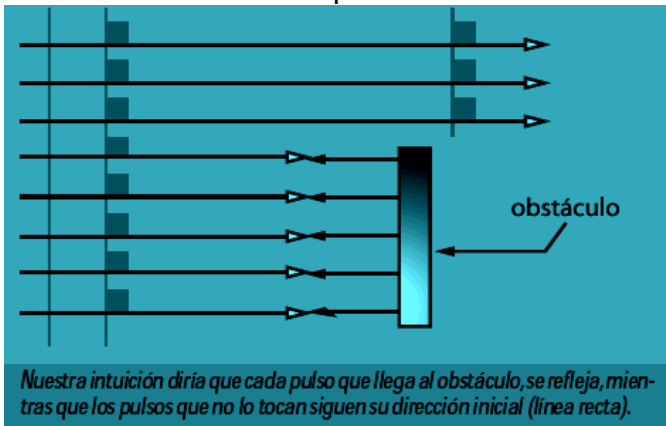 obstáculo
Nuestra intuición diría que cada pulso que llega al obstáculo, se refleja, mien-
tras que los pulsos que no lo tocan siguen su dirección inicial (línea recta).